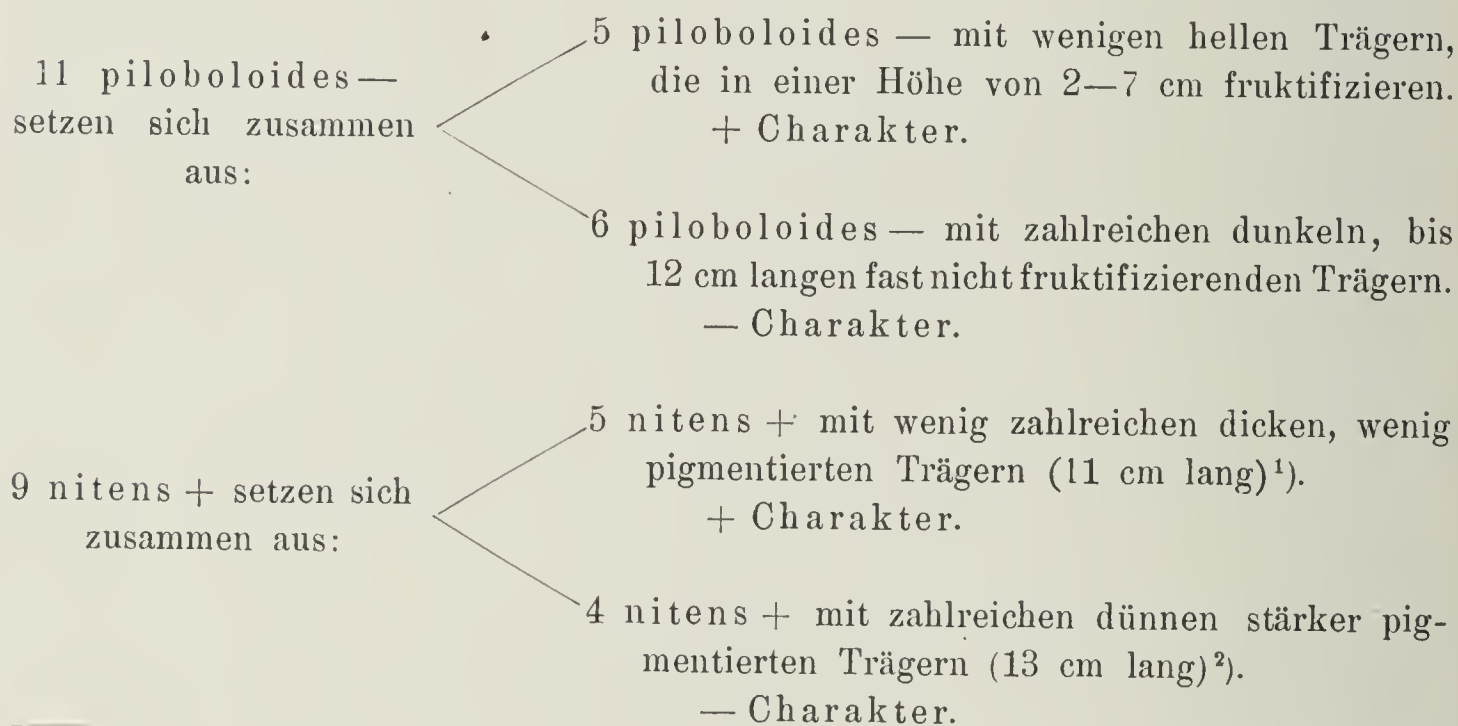 11 piloboloides —
setzen sich zusammen
aus:
5 piloboloides — mit wenigen hellen Trägern,
die in einer Höhe von 2—7 cm fruktifizieren.
+ Charakter.
6 piloboloides — mit zahlreichen dunkeln, bis
12 cm langen fast nicht fruktifizierenden Trägern.
— Charakter.
9 nitens + setzen sich
zusammen aus:
5 nitens + mit wenig zahlreichen dicken, wenig
pigmentierten Trägern (11 cm lang)¹).
+ Charakter.
4 nitens + mit zahlreichen dünnen stärker pig-
mentierten Trägern (13 cm lang)²).
— Charakter.